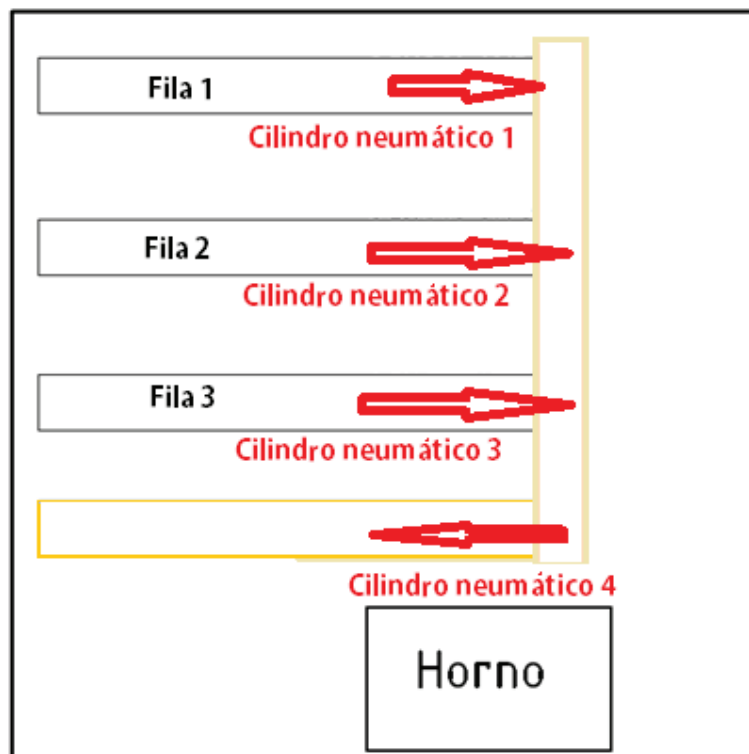 Fila 1
Cilindro neumático 1
Fila 2
Cilindro neumático 2
Fila 3
Cilindro neumático 3
Cilindro neumático 4
Horno